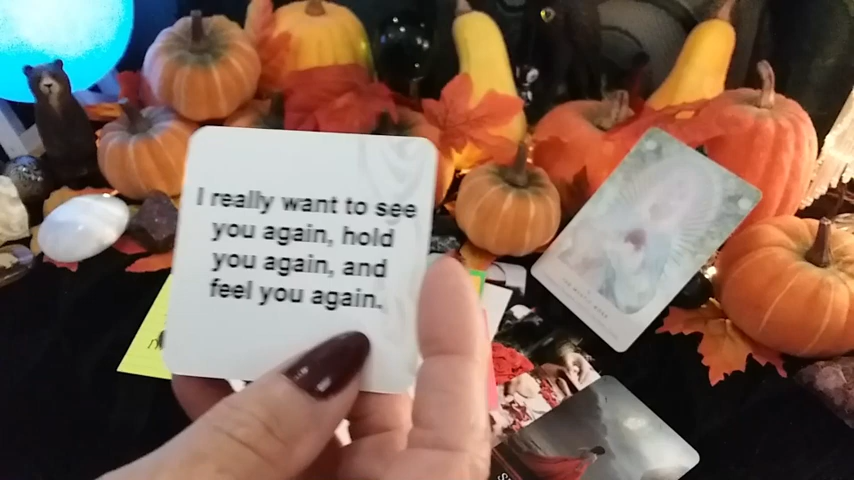 I really want to see
you again, hold
you again, and
feel you again.